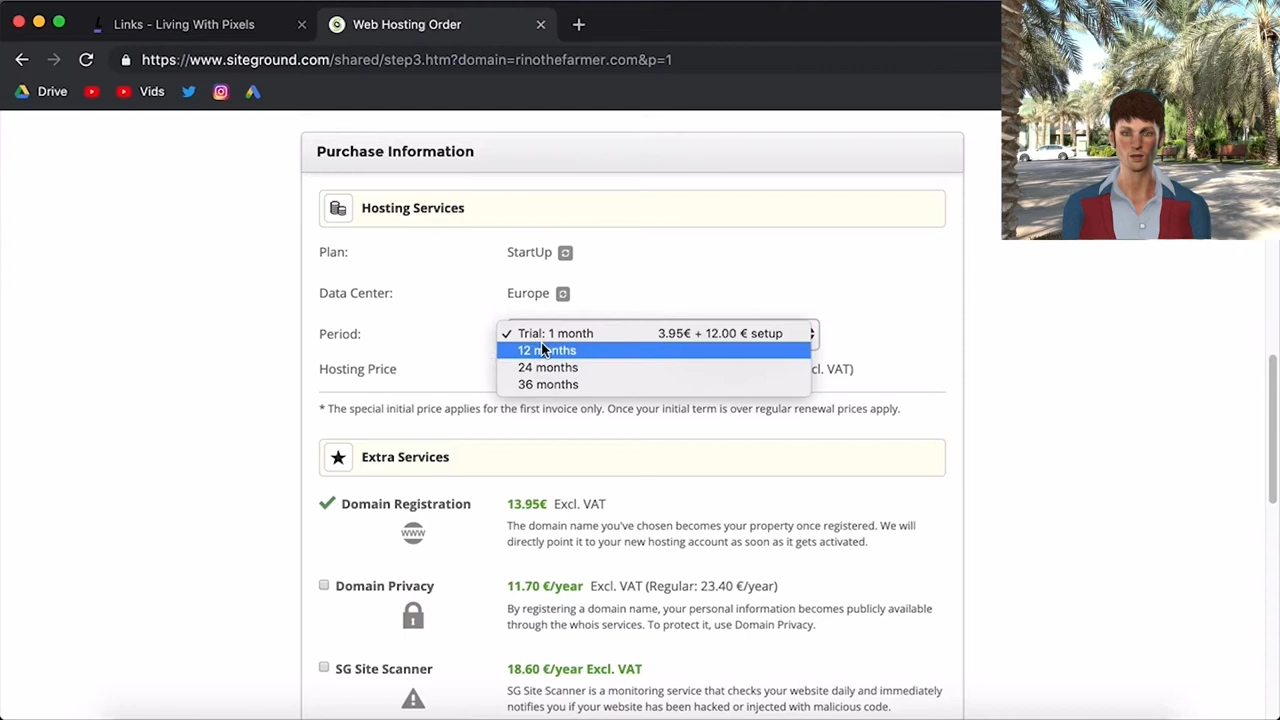 Links - Living With Pixels
Web Hosting Order
https://www.siteground.com/shared/step3.htm?domain=rinothefarmer.com&p=1
Drive
Vids
Purchase Information
Hosting Services
Plan: StartUp
Data Center: Europe
Period: ✓ Trial: 1 month 3.95€ + 12.00 € setup
12 months
24 months
36 months
Hosting Price cl. VAT)
* The special initial price applies for the first invoice only. Once your initial term is over regular renewal prices apply.
Extra Services
Domain Registration 13.95€ Excl. VAT
www
The domain name you've chosen becomes your property once registered. We will
directly point it to your new hosting account as soon as it gets activated.
Domain Privacy 11.70 €/year Excl. VAT (Regular: 23.40 €/year)
By registering a domain name, your personal information becomes publicly available
through the whois services. To protect it, use Domain Privacy.
SG Site Scanner 18.60 €/year Excl. VAT
SG Site Scanner is a monitoring service that checks your website daily and immediately
notifies you if your website has been hacked or injected with malicious code.